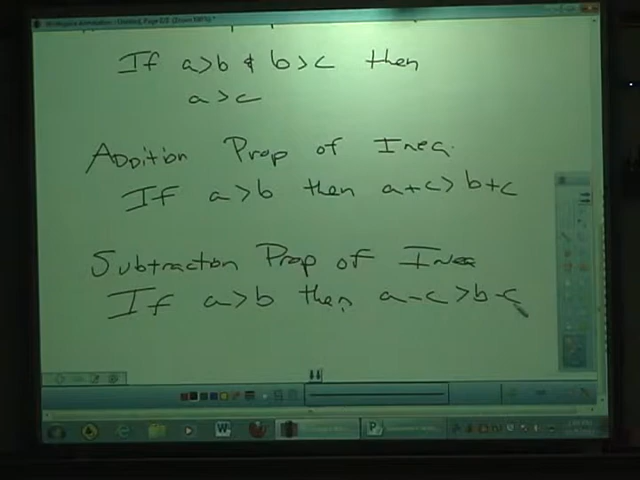 If a>b & b>c then
a>c
Addition Prop of Ineq.
If a>b then a+c>b+c
Subtraction Prop of Ineq
If a>b then a-c>b-c